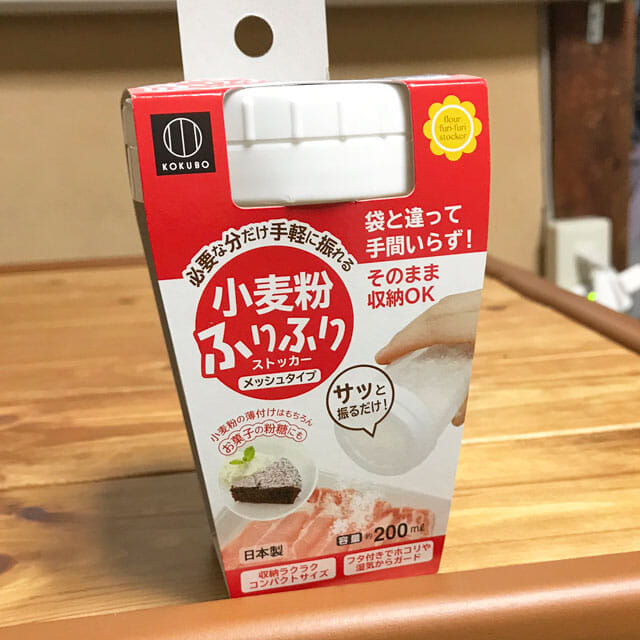 KOKUBO
flour
furi-furi
stocker
袋と違って
手間いらず!
そのまま
収納OK
必要な分だけ手軽に振れる
小麦粉
ふりふり
ストッカー
メッシュタイプ
サッと
振るだけ!
小麦粉の薄付けはもちろん
お菓子の粉糖にも
容量 約200mℓ
日本製
収納ラクラク
コンパクトサイズ
フタ付きでホコリや
湿気からガード